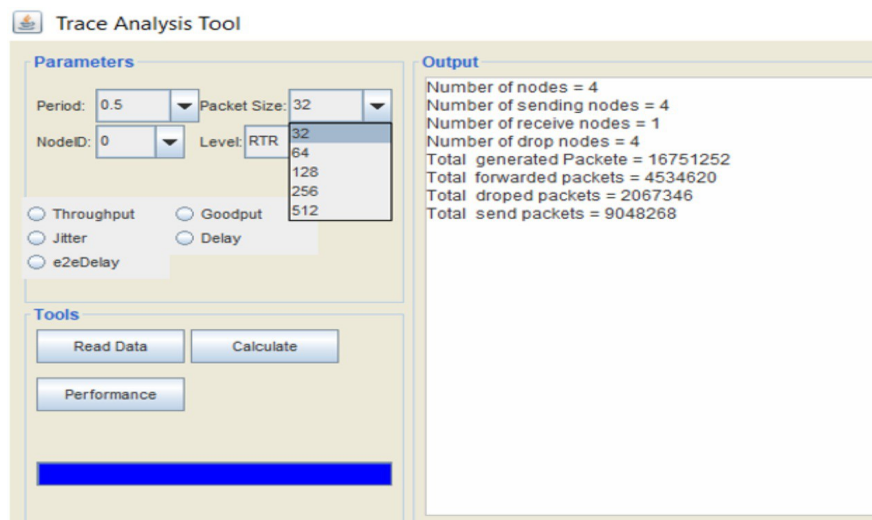 Trace Analysis Tool
Parameters
Period: 0.5 Packet Size: 32
NodeID: 0 Level: RTR
32
64
128
256
512
Throughput Goodput
Jitter Delay
e2eDelay
Tools
Read Data Calculate
Performance
Output
Number of nodes = 4
Number of sending nodes = 4
Number of receive nodes = 1
Number of drop nodes = 4
Total generated Packete = 16751252
Total forwarded packets = 4534620
Total droped packets = 2067346
Total send packets = 9048268